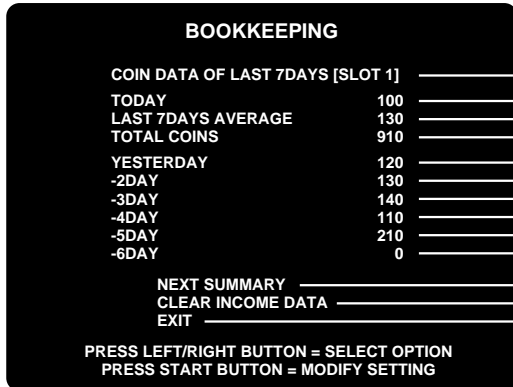 BOOKKEEPING
COIN DATA OF LAST 7DAYS [SLOT 1]
TODAY 100
LAST 7DAYS AVERAGE 130
TOTAL COINS 910
YESTERDAY 120
-2DAY 130
-3DAY 140
-4DAY 110
-5DAY 210
-6DAY 0
NEXT SUMMARY
CLEAR INCOME DATA
EXIT
PRESS LEFT/RIGHT BUTTON = SELECT OPTION
PRESS START BUTTON = MODIFY SETTING